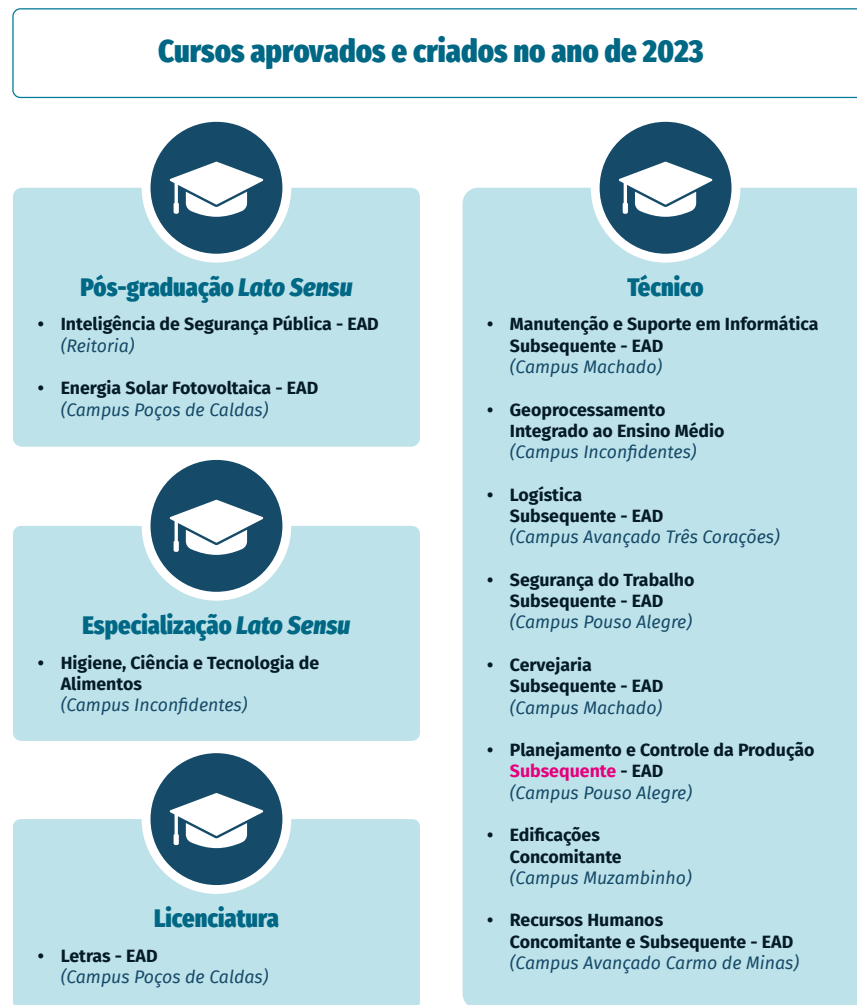 Cursos aprovados e criados no ano de 2023
Pós-graduação Lato Sensu
• Inteligência de Segurança Pública - EAD
(Reitoria)
• Energia Solar Fotovoltaica - EAD
(Campus Poços de Caldas)
Especialização Lato Sensu
• Higiene, Ciência e Tecnologia de
Alimentos
(Campus Inconfidentes)
Licenciatura
• Letras - EAD
(Campus Poços de Caldas)
Técnico
• Manutenção e Suporte em Informática
Subsequente - EAD
(Campus Machado)
• Geoprocessamento
Integrado ao Ensino Médio
(Campus Inconfidentes)
• Logística
Subsequente - EAD
(Campus Avançado Três Corações)
• Segurança do Trabalho
Subsequente - EAD
(Campus Pouso Alegre)
• Cervejaria
Subsequente - EAD
(Campus Machado)
• Planejamento e Controle da Produção
Subsequente - EAD
(Campus Pouso Alegre)
• Edificações
Concomitante
(Campus Muzambinho)
• Recursos Humanos
Concomitante e Subsequente - EAD
(Campus Avançado Carmo de Minas)